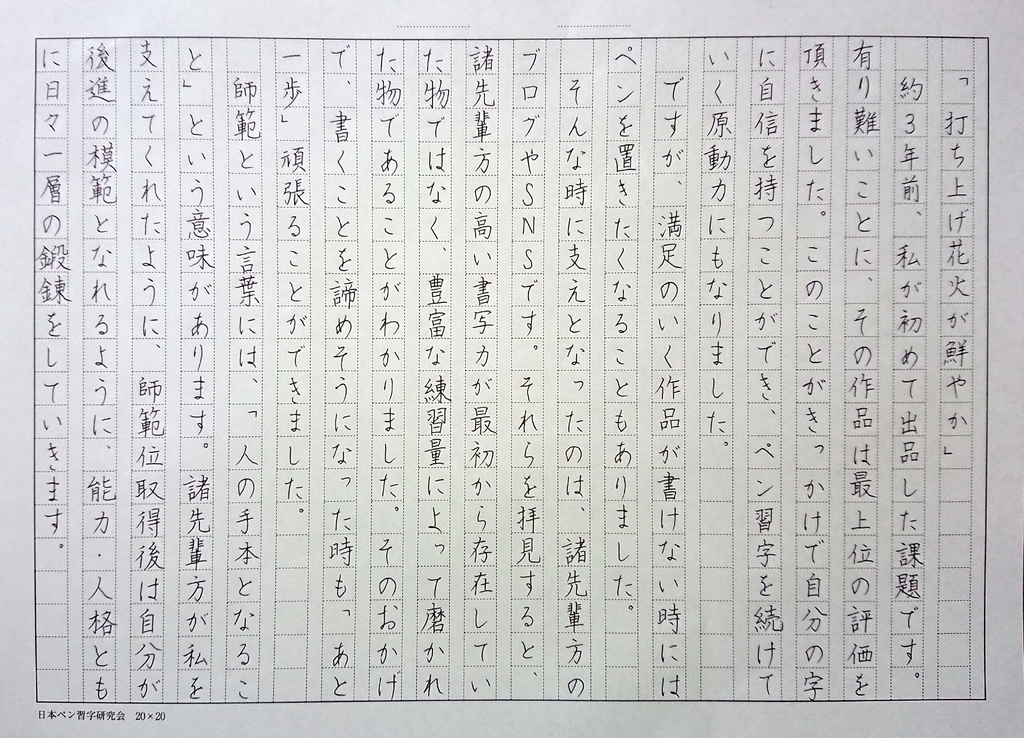 「打ち上げ花火が鮮やか」
約3年前、私が初めて出品した課題です。
有り難いことに、その作品は最上位の評価を
頂きました。このことがきっかけで自分の字
に自信を持つことができ、ペン習字を続けて
いく原動力にもなりました。
ですが、満足のいく作品が書けない時には
ペンを置きたくなることもありました。
そんな時に支えとなったのは、諸先輩方の
ブログやSNSです。それらを拝見すると、
諸先輩方の高い書写力が最初から存在してい
た物ではなく、豊富な練習量によって磨かれ
た物であることがわかりました。そのおかげ
で、書くことを諦めそうになった時も「あと
一歩」頑張ることができました。
師範という言葉には、「人の手本となるこ
と」という意味があります。諸先輩方が私を
支えてくれたように、師範位取得後は自分が
後進の模範となれるように、能力・人格とも
に日々一層の鍛錬をしていきます。
日本ペン習字研究会 20×20